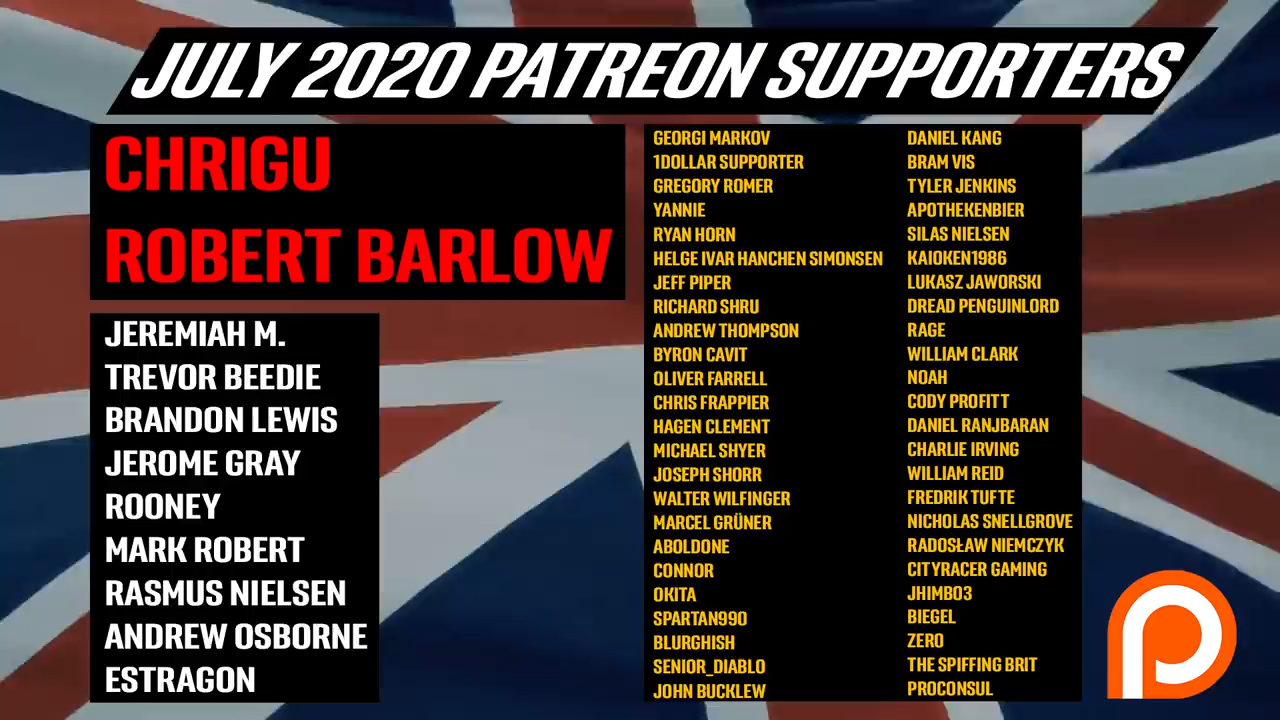 JULY 2020 PATREON SUPPORTERS
CHRIGU
ROBERT BARLOW
JEREMIAH M.
TREVOR BEEDIE
BRANDON LEWIS
JEROME GRAY
ROONEY
MARK ROBERT
RASMUS NIELSEN
ANDREW OSBORNE
ESTRAGON
GEORGI MARKOV
1DOLLAR SUPPORTER
GREGORY ROMER
YANNIE
RYAN HORN
HELGE IVAR HANCHEN SIMONSEN
JEFF PIPER
RICHARD SHRU
ANDREW THOMPSON
BYRON CAVIT
OLIVER FARRELL
CHRIS FRAPPIER
HAGEN CLEMENT
MICHAEL SHYER
JOSEPH SHORR
WALTER WILFINGER
MARCEL GRÜNER
ABOLDONE
CONNOR
OKITA
SPARTAN990
BLURGHISH
SENIOR_DIABLO
JOHN BUCKLEW
DANIEL KANG
BRAM VIS
TYLER JENKINS
APOTHEKENBIER
SILAS NIELSEN
KAIOKEN1986
LUKASZ JAWORSKI
DREAD PENGUINLORD
RAGE
WILLIAM CLARK
NOAH
CODY PROFITT
DANIEL RANJBARAN
CHARLIE IRVING
WILLIAM REID
FREDRIK TUFTE
NICHOLAS SNELLGROVE
RADOSŁAW NIEMCZYK
CITYRACER GAMING
JHIMBO3
BIEGEL
ZERO
THE SPIFFING BRIT
PROCONSUL